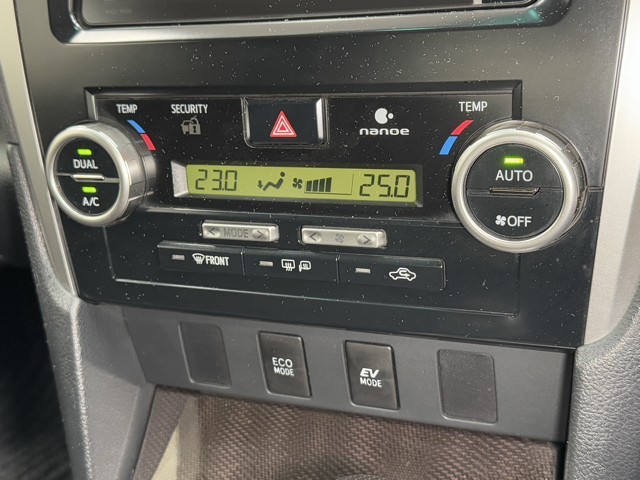 TEMP
SECURITY
nanoe
TEMP
DUAL
A/C
23.0
25.0
AUTO
OFF
MODE
FRONT
ECO
MODE
EV
MODE